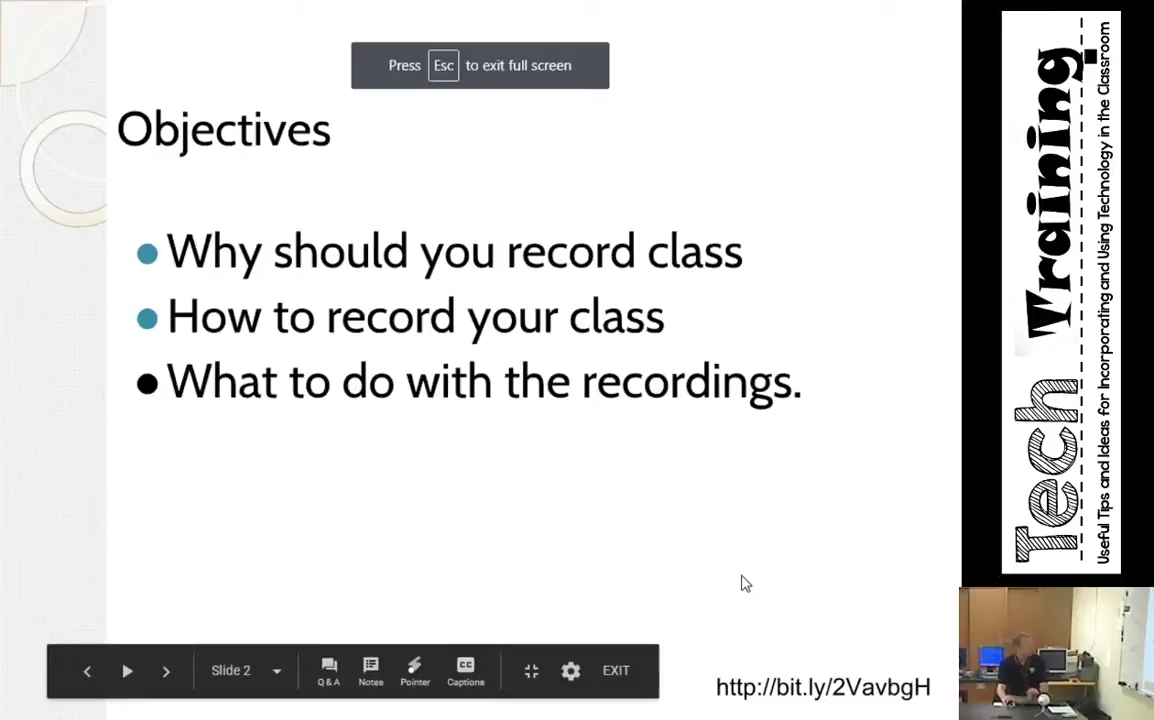 Press Esc to exit full screen
Objectives
Why should you record class
How to record your class
What to do with the recordings.
Slide 2
Q & A
Notes
Pointer
CC
Captions
EXIT
http://bit.ly/2VavbgH
Tech Training
Useful Tips and Ideas for Incorporating and Using Technology in the Classroom